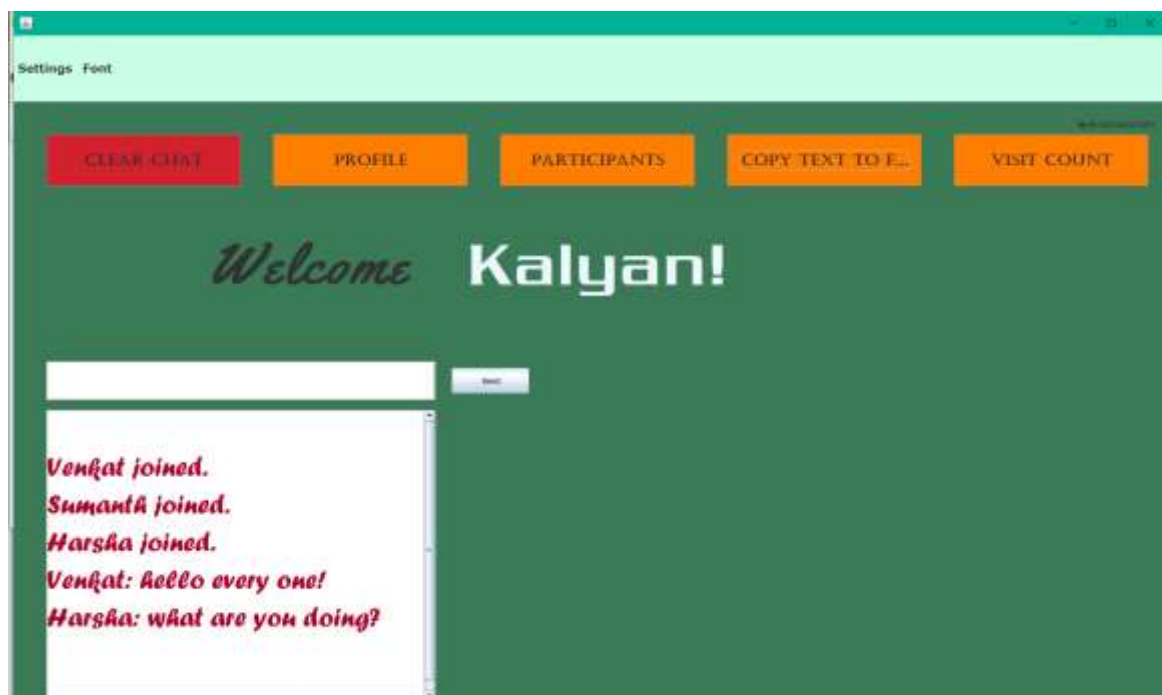 Settings Font
CLEAR CHAT PROFILE PARTICIPANTS COPY TEXT TO F... VISIT COUNT
Welcome Kalyan!
Send
Venkat joined.
Sumanth joined.
Harsha joined.
Venkat: hello every one!
Harsha: what are you doing?